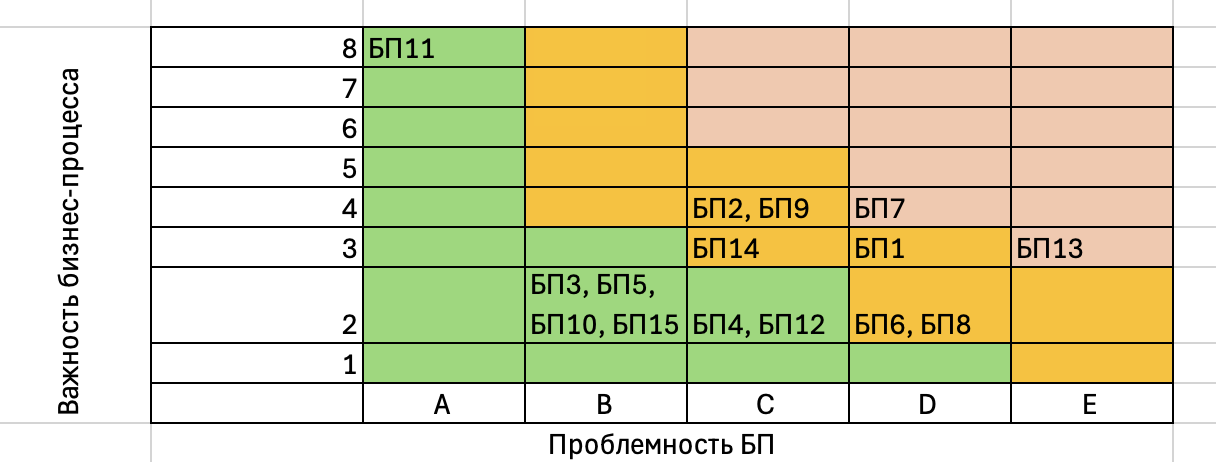 Важность бизнес-процесса
8 БП11
7
6
5
4 БП2, БП9 БП7
3 БП14 БП1 БП13
БП3, БП5,
2 БП10, БП15 БП4, БП12 БП6, БП8
1
A B C D E
Проблемность БП